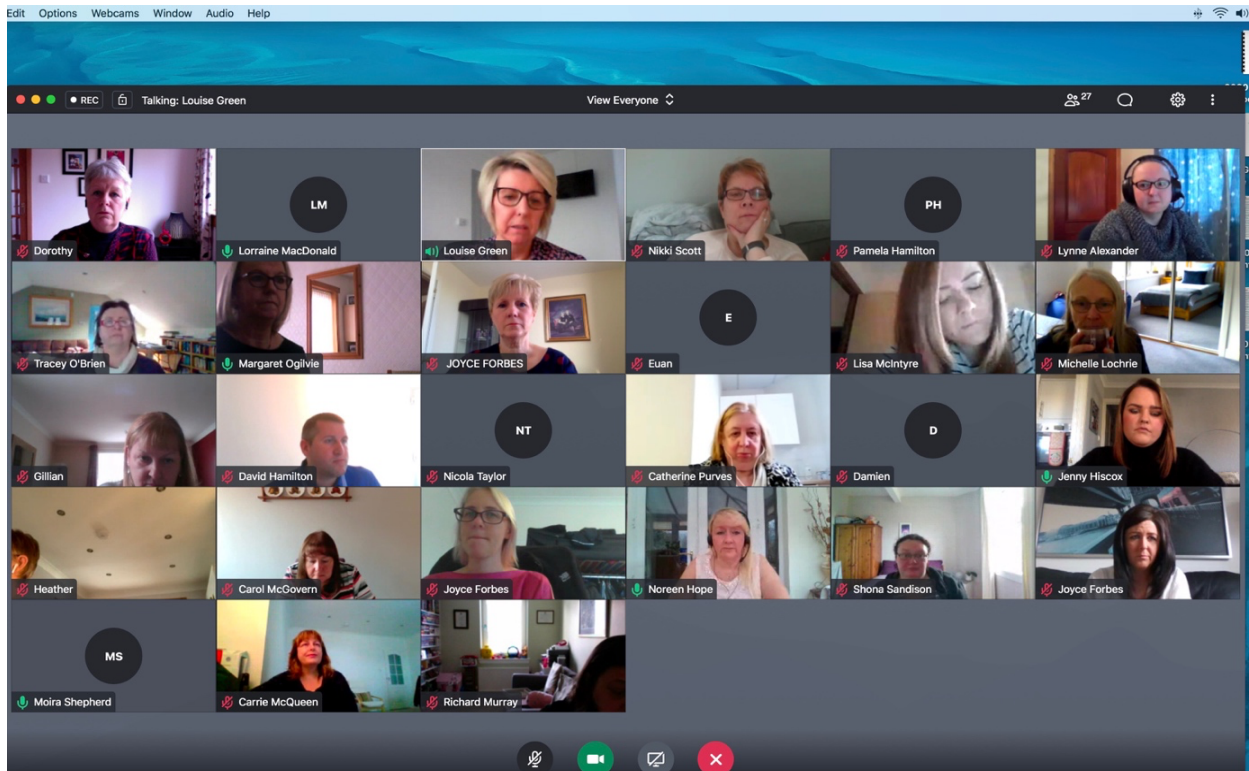 Edit Options Webcams Window Audio Help
REC Talking: Louise Green View Everyone 27
LM
Dorothy Lorraine MacDonald Louise Green Nikki Scott PH Pamela Hamilton Lynne Alexander
Tracey O'Brien Margaret Ogilvie JOYCE FORBES E Euan Lisa McIntyre Michelle Lochrie
Gillian David Hamilton NT Nicola Taylor Catherine Purves D Damien Jenny Hiscox
Heather Carol McGovern Joyce Forbes Noreen Hope Shona Sandison Joyce Forbes
MS
Moira Shepherd Carrie McQueen Richard Murray